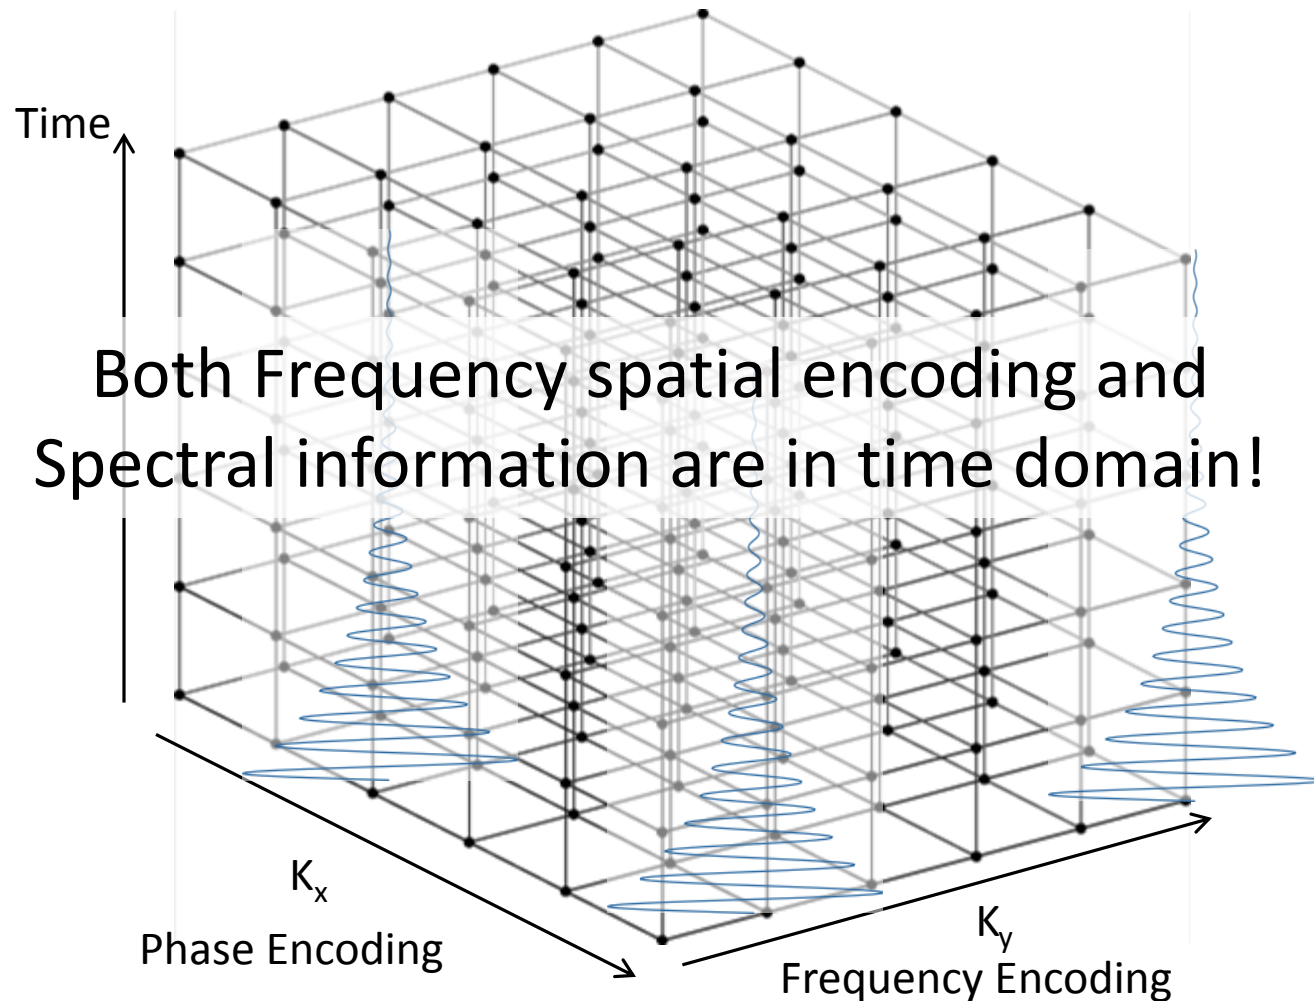 Time
Both Frequency spatial encoding and
Spectral information are in time domain!
Kx
Phase Encoding
Ky
Frequency Encoding